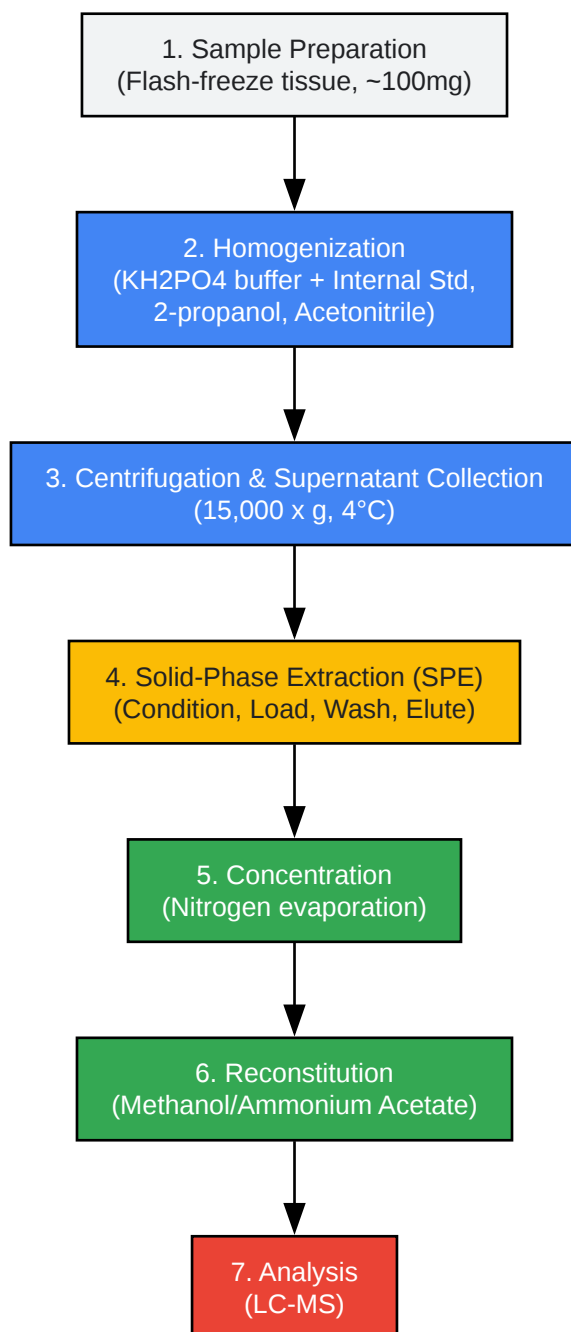 1. Sample Preparation
(Flash-freeze tissue, ~100mg)
2. Homogenization
(KH2PO4 buffer + Internal Std,
2-propanol, Acetonitrile)
3. Centrifugation & Supernatant Collection
(15,000 x g, 4°C)
4. Solid-Phase Extraction (SPE)
(Condition, Load, Wash, Elute)
5. Concentration
(Nitrogen evaporation)
6. Reconstitution
(Methanol/Ammonium Acetate)
7. Analysis
(LC-MS)